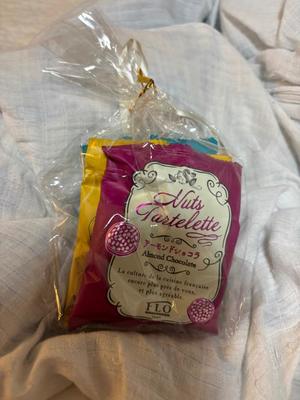 Nuts
Tartelette
アーモンドショコラ
Almond Chocolate
La culture de la cuisine française
encore plus près de vous,
et plus agréable.
FLO